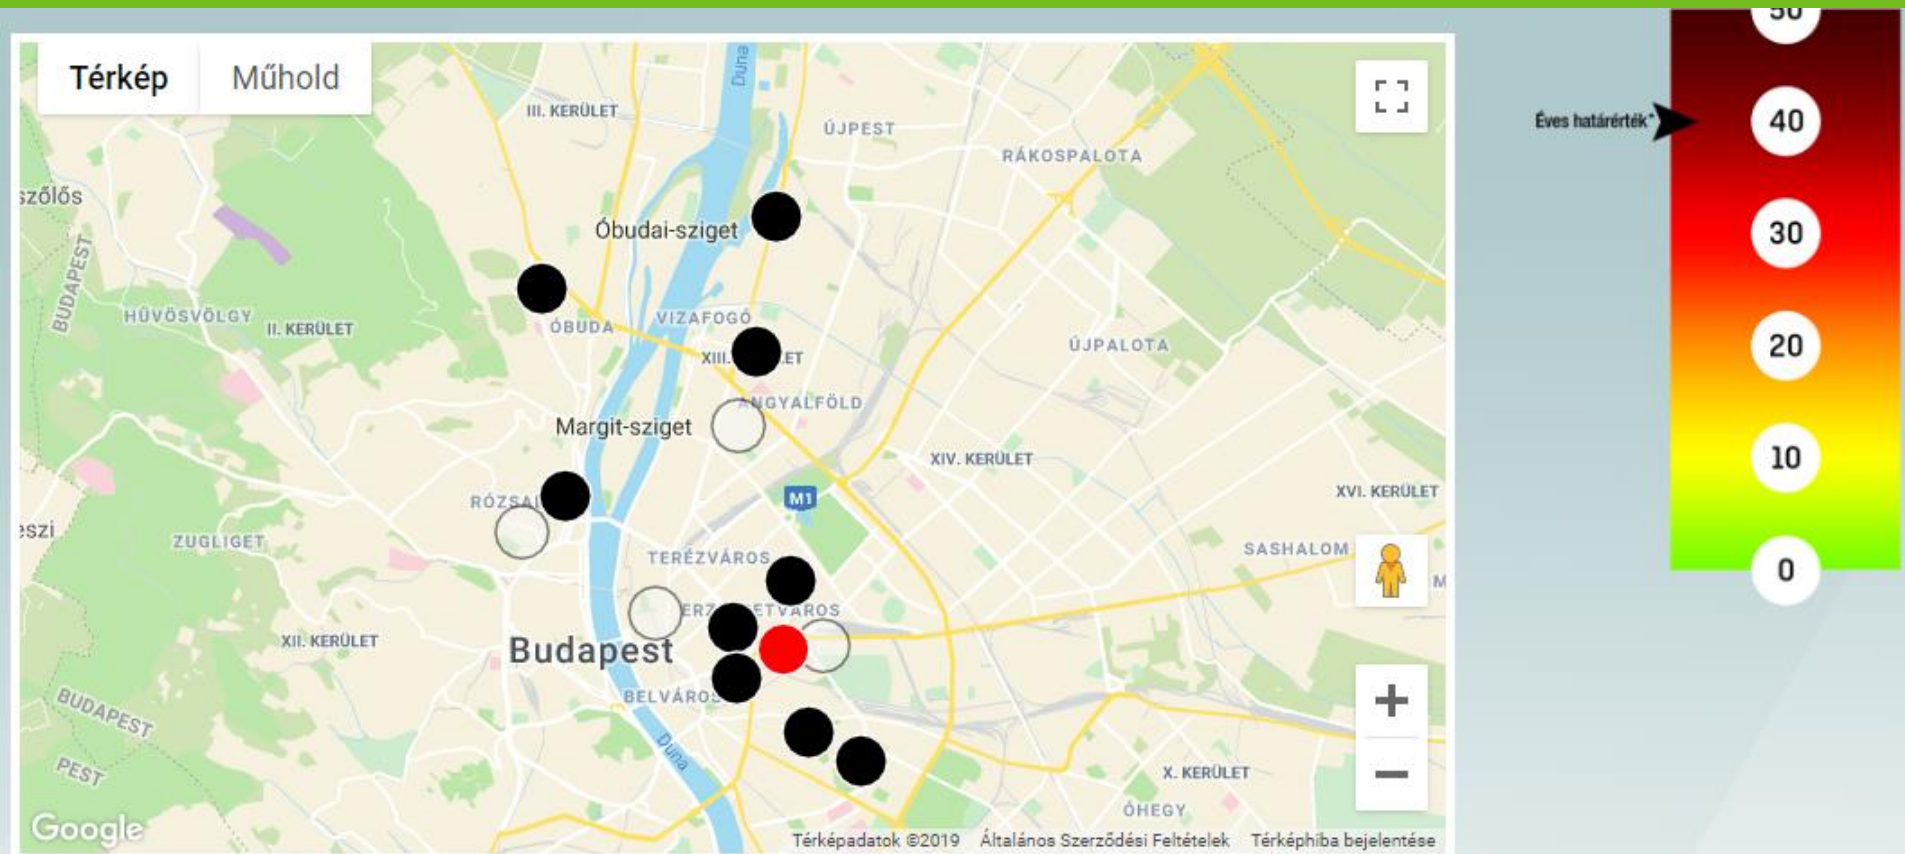 Térkép
Műhold
Duna
III. KERÜLET
ÚJPEST
RÁKOSPALOTA
szőlős
Óbudai-sziget
BUDAPEST
HŰVÖSVÖLGY
II. KERÜLET
ÓBUDA
VIZAFOGÓ
XIII.
ET
ÚJPALOTA
ANGYALFÖLD
Margit-sziget
XIV. KERÜLET
RÓZSA
M1
XVI. KERÜLET
eszi
ZUGLIGET
TERÉZVÁROS
SASHALOM
M
ERZ
ETVÁROS
XII. KERÜLET
Budapest
BELVÁROS
BUDAPEST
PEST
Duna
X. KERÜLET
ÓHEGY
Google
Térképadatok ©2019
Általános Szerződési Feltételek
Térképhiba bejelentése
50
Éves határérték*
40
30
20
10
0